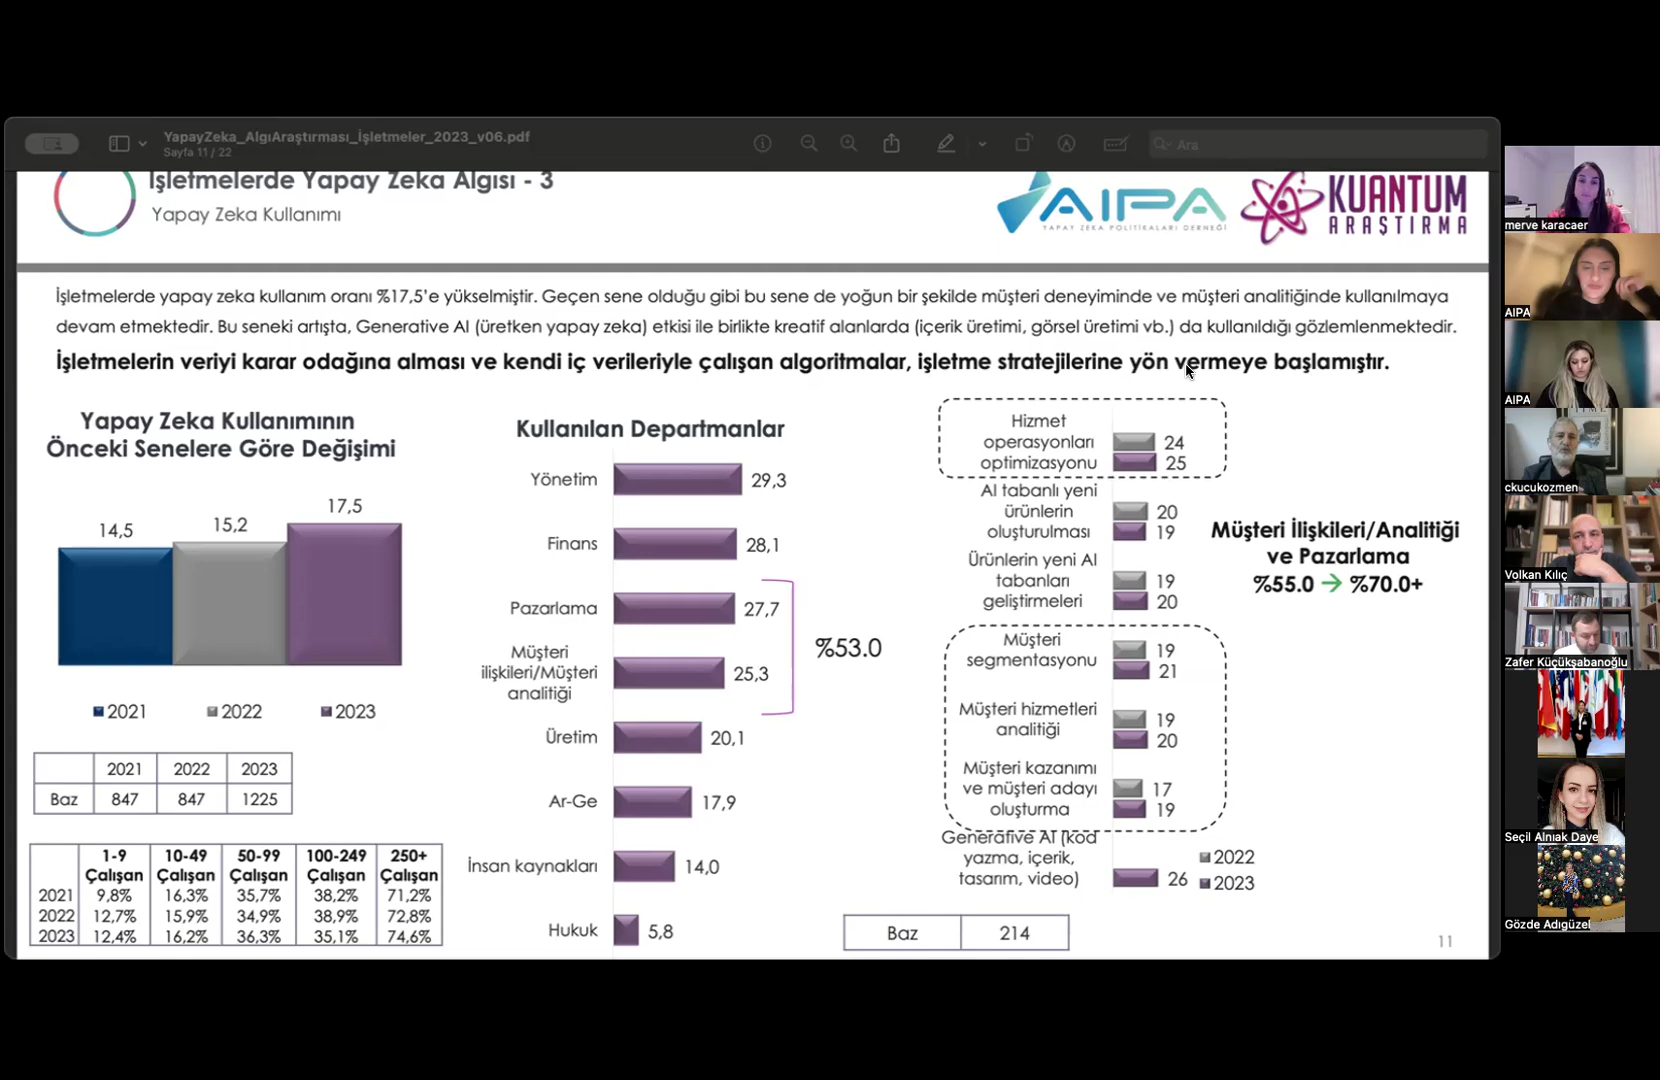 YapayZeka_AlgıAraştırması_İşletmeler_2023_v06.pdf
Sayfa 11 / 22
Ara
İşletmelerde Yapay Zeka Algısı - 3
Yapay Zeka Kullanımı
AIPA
YAPAY ZEKA POLİTİKALARI DERNEĞİ
KUANTUM
ARAŞTIRMA
İşletmelerde yapay zeka kullanım oranı %17,5'e yükselmiştir. Geçen sene olduğu gibi bu sene de yoğun bir şekilde müşteri deneyiminde ve müşteri analitiğinde kullanılmaya
devam etmektedir. Bu seneki artışta, Generative AI (üretken yapay zeka) etkisi ile birlikte kreatif alanlarda (içerik üretimi, görsel üretimi vb.) da kullanıldığı gözlemlenmektedir.
İşletmelerin veriyi karar odağına alması ve kendi iç verileriyle çalışan algoritmalar, işletme stratejilerine yön vermeye başlamıştır.
Yapay Zeka Kullanımının
Önceki Senelere Göre Değişimi
14,5
15,2
17,5
2021
2022
2023
2021 2022 2023
Baz 847 847 1225
1-9 10-49 50-99 100-249 250+
Çalışan Çalışan Çalışan Çalışan Çalışan
2021 9,8% 16,3% 35,7% 38,2% 71,2%
2022 12,7% 15,9% 34,9% 38,9% 72,8%
2023 12,4% 16,2% 36,3% 35,1% 74,6%
Kullanılan Departmanlar
Yönetim 29,3
Finans 28,1
Pazarlama 27,7
Müşteri
ilişkileri/Müşteri 25,3
analitiği
Üretim 20,1
Ar-Ge 17,9
İnsan kaynakları 14,0
Hukuk 5,8
%53.0
Hizmet
operasyonları 24
optimizasyonu 25
AI tabanlı yeni
ürünlerin 20
oluşturulması 19
Ürünlerin yeni AI
tabanları 19
geliştirmeleri 20
Müşteri 19
segmentasyonu 21
Müşteri hizmetleri 19
analitiği 20
Müşteri kazanımı
ve müşteri adayı 17
oluşturma 19
Generative AI (kod
yazma, içerik,
tasarım, video) 26
2022
2023
Baz 214
Müşteri İlişkileri/Analitiği
ve Pazarlama
%55.0 → %70.0+
11
merve karacaer
AIPA
AIPA
ckucukozmen
Volkan Kılıç
Zafer Küçükşabanoğlu
Seçil Alnıak Daye
Gözde Adıgüzel